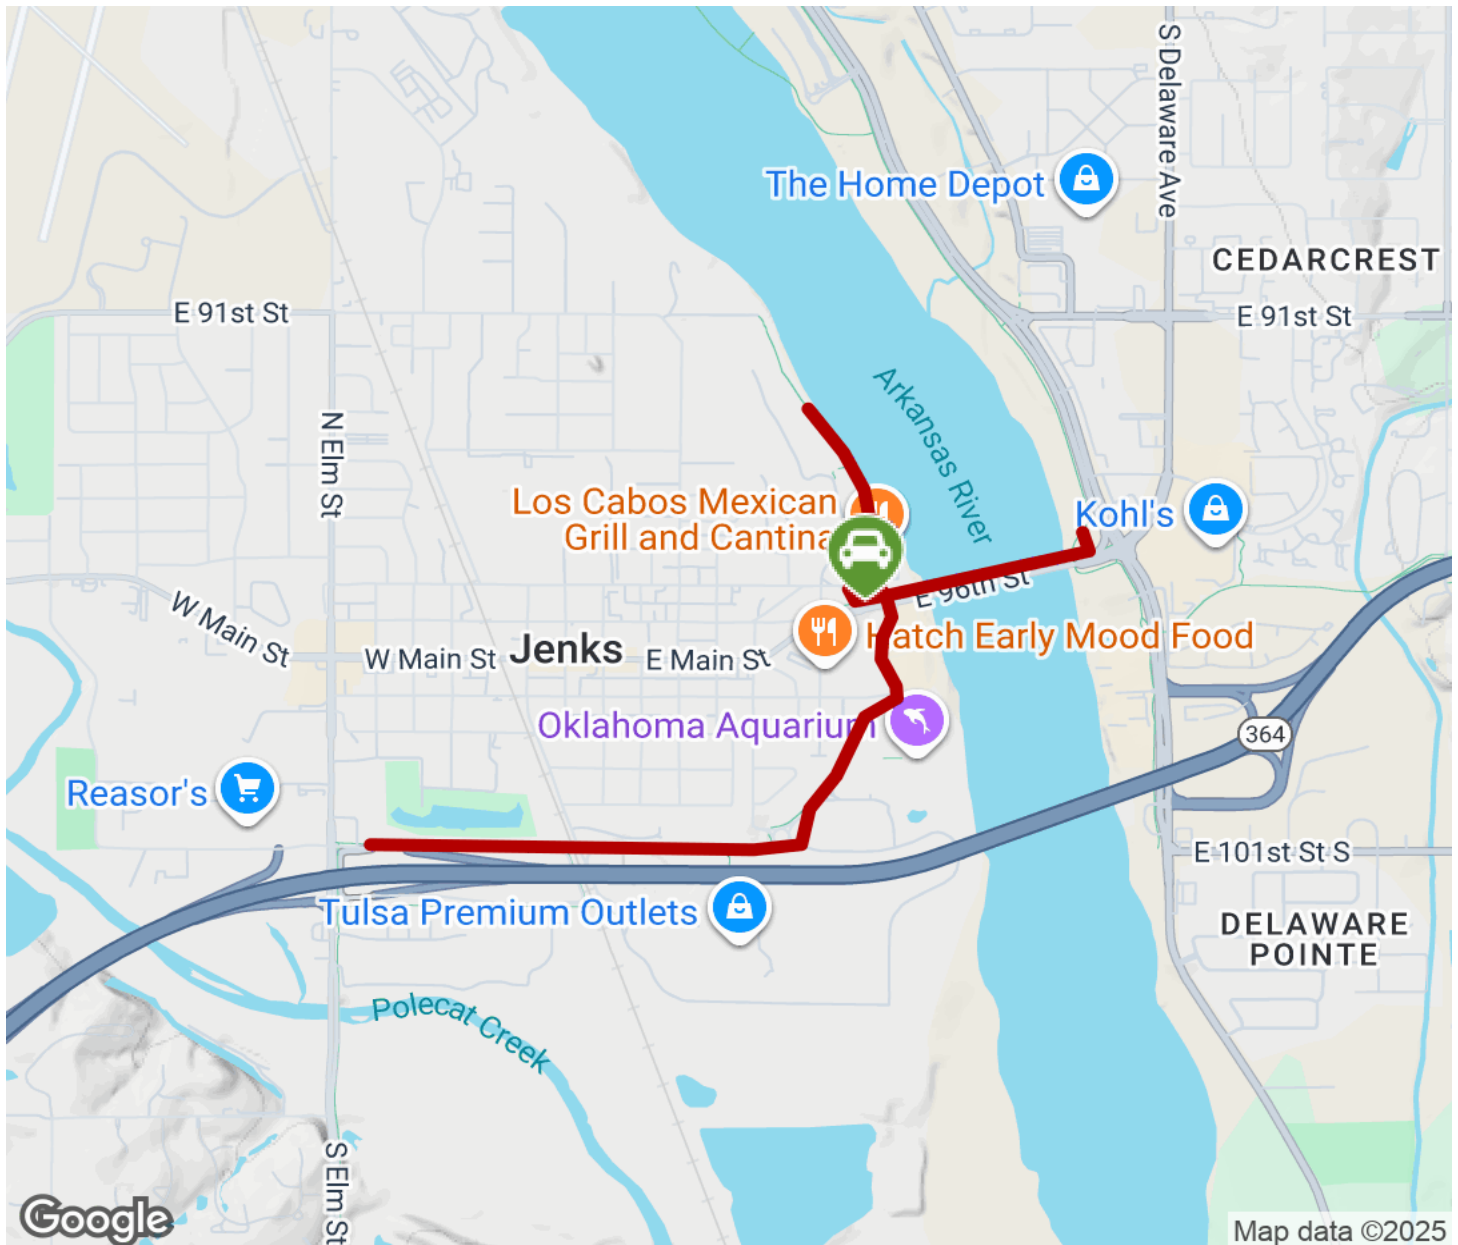 S Delaware Ave
The Home Depot
CEDARCREST
E 91st St
E 91st St
Arkansas River
N Elm St
Los Cabos Mexican
Grill and Cantina
Kohl's
E 96th St
W Main St
Hatch Early Mood Food
W Main St
Jenks
E Main St
Oklahoma Aquarium
364
Reasor's
E 101st St S
Tulsa Premium Outlets
DELAWARE
POINTE
Polecat Creek
S Elm St
Google
Map data ©2025